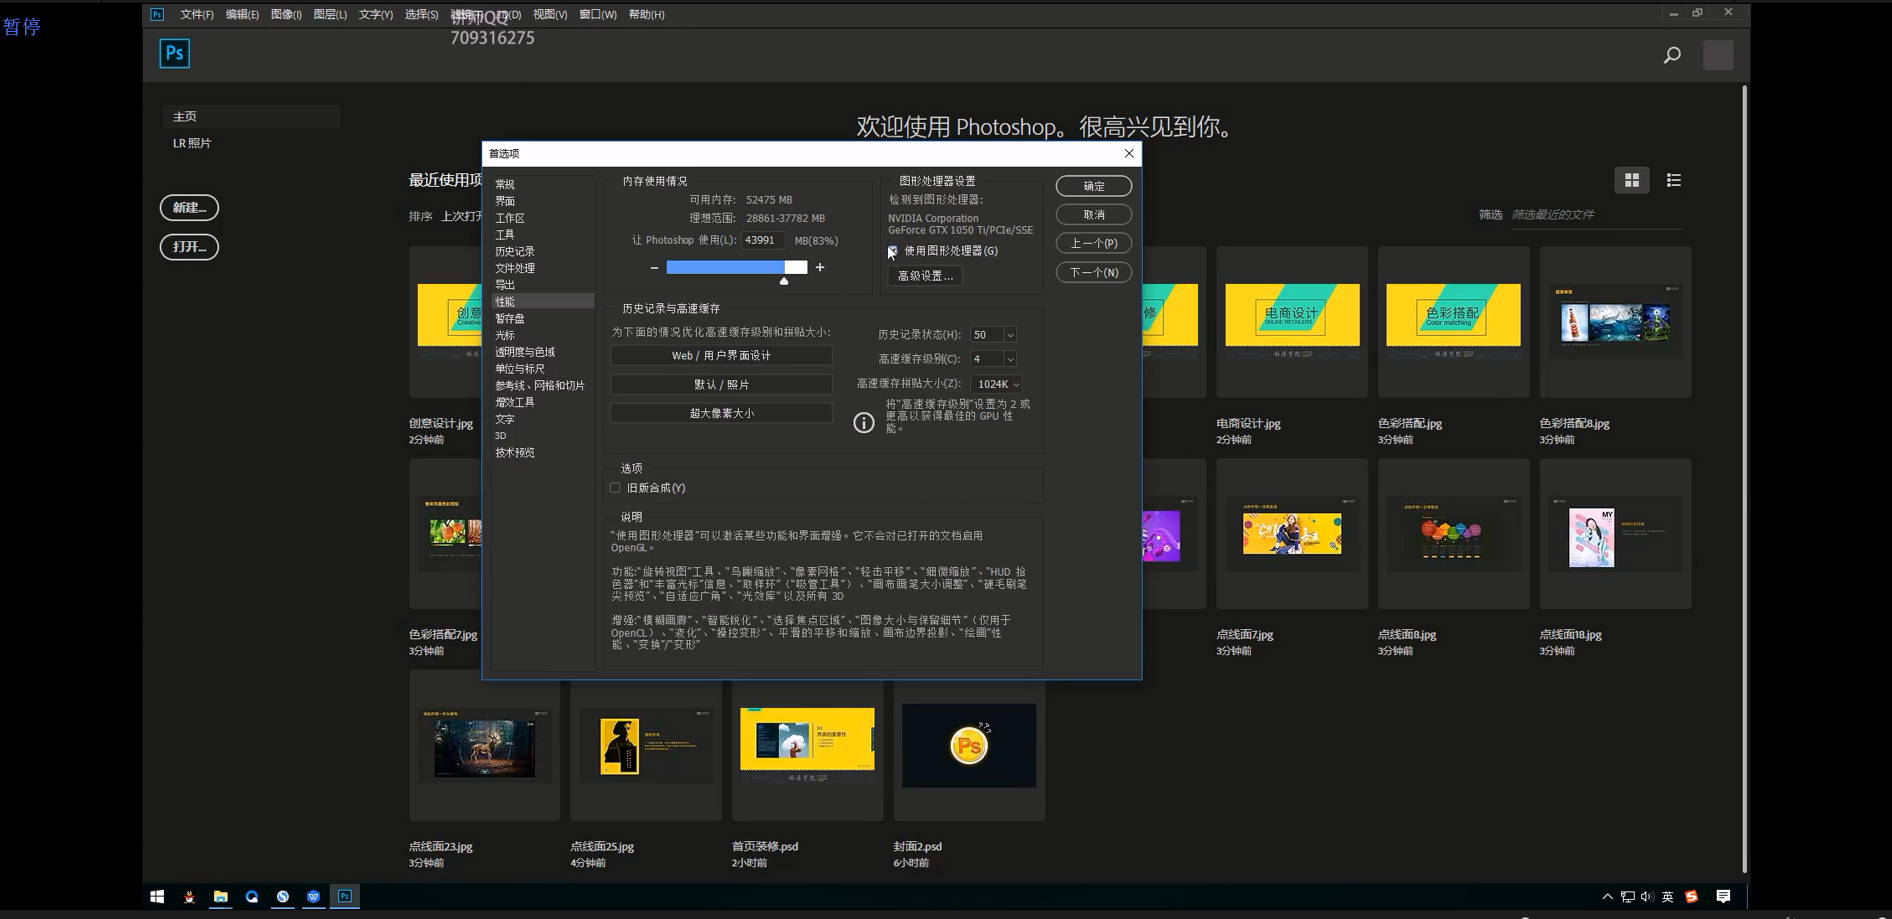 暂停
文件(F) 编辑(E) 图像(I) 图层(L) 文字(Y) 选择(S) 3D(D) 视图(V) 窗口(W) 帮助(H)
709316275
Ps
主页
LR 照片
新建...
打开...
欢迎使用 Photoshop。很高兴见到你。
最近使用项
排序 上次打开
筛选 筛选最近的文件
首选项
常规
界面
工作区
工具
历史记录
文件处理
导出
性能
暂存盘
光标
透明度与色域
单位与标尺
参考线、网格和切片
增效工具
文字
3D
技术预览
内存使用情况
可用内存: 52475 MB
理想范围: 28861-37782 MB
让 Photoshop 使用(L): 43991 MB(83%)
图形处理器设置
检测到图形处理器:
NVIDIA Corporation
GeForce GTX 1050 Ti/PCIe/SSE
使用图形处理器(G)
高级设置...
确定
取消
上一个(P)
下一个(N)
历史记录与高速缓存
为下面的情况优化高速缓存级别和拼贴大小:
Web / 用户界面设计
默认 / 照片
超大像素大小
历史记录状态(H): 50
高速缓存级别(C): 4
高速缓存拼贴大小(Z): 1024K
将“高速缓存级别”设置为 2 或
更高以获得最佳的 GPU 性
能。
选项
旧版合成(Y)
说明
“使用图形处理器”可以激活某些功能和界面增强。它不会对已打开的文档启用
OpenGL。
功能:“旋转视图”工具、“鸟瞰缩放”、“像素网格”、“轻击平移”、“细微缩放”、“HUD 拾
色器”和“丰富光标”信息、“取样环”（“吸管工具”）、“画布画笔大小调整”、“硬毛刷笔
尖预览”、“自适应广角”、“光效库”以及所有 3D
增强:“模糊画廊”、“智能锐化”、“选择焦点区域”、“图像大小与保留细节”（仅用于
OpenCL）、“液化”、“操控变形”、平滑的平移和缩放、画布边界投影、“绘画”性
能、“变换”/“变形”
创意
修
电商设计
ONLINE RETAILERS
色彩搭配
Color matching
创意设计.jpg
2分钟前
电商设计.jpg
2分钟前
色彩搭配.jpg
3分钟前
色彩搭配8.jpg
3分钟前
MY
色彩搭配7.jpg
3分钟前
点线面7.jpg
3分钟前
点线面8.jpg
3分钟前
点线面18.jpg
3分钟前
界面的重要性
Ps
点线面23.jpg
3分钟前
点线面25.jpg
4分钟前
首页装修.psd
2小时前
封面2.psd
6小时前
Ps
英